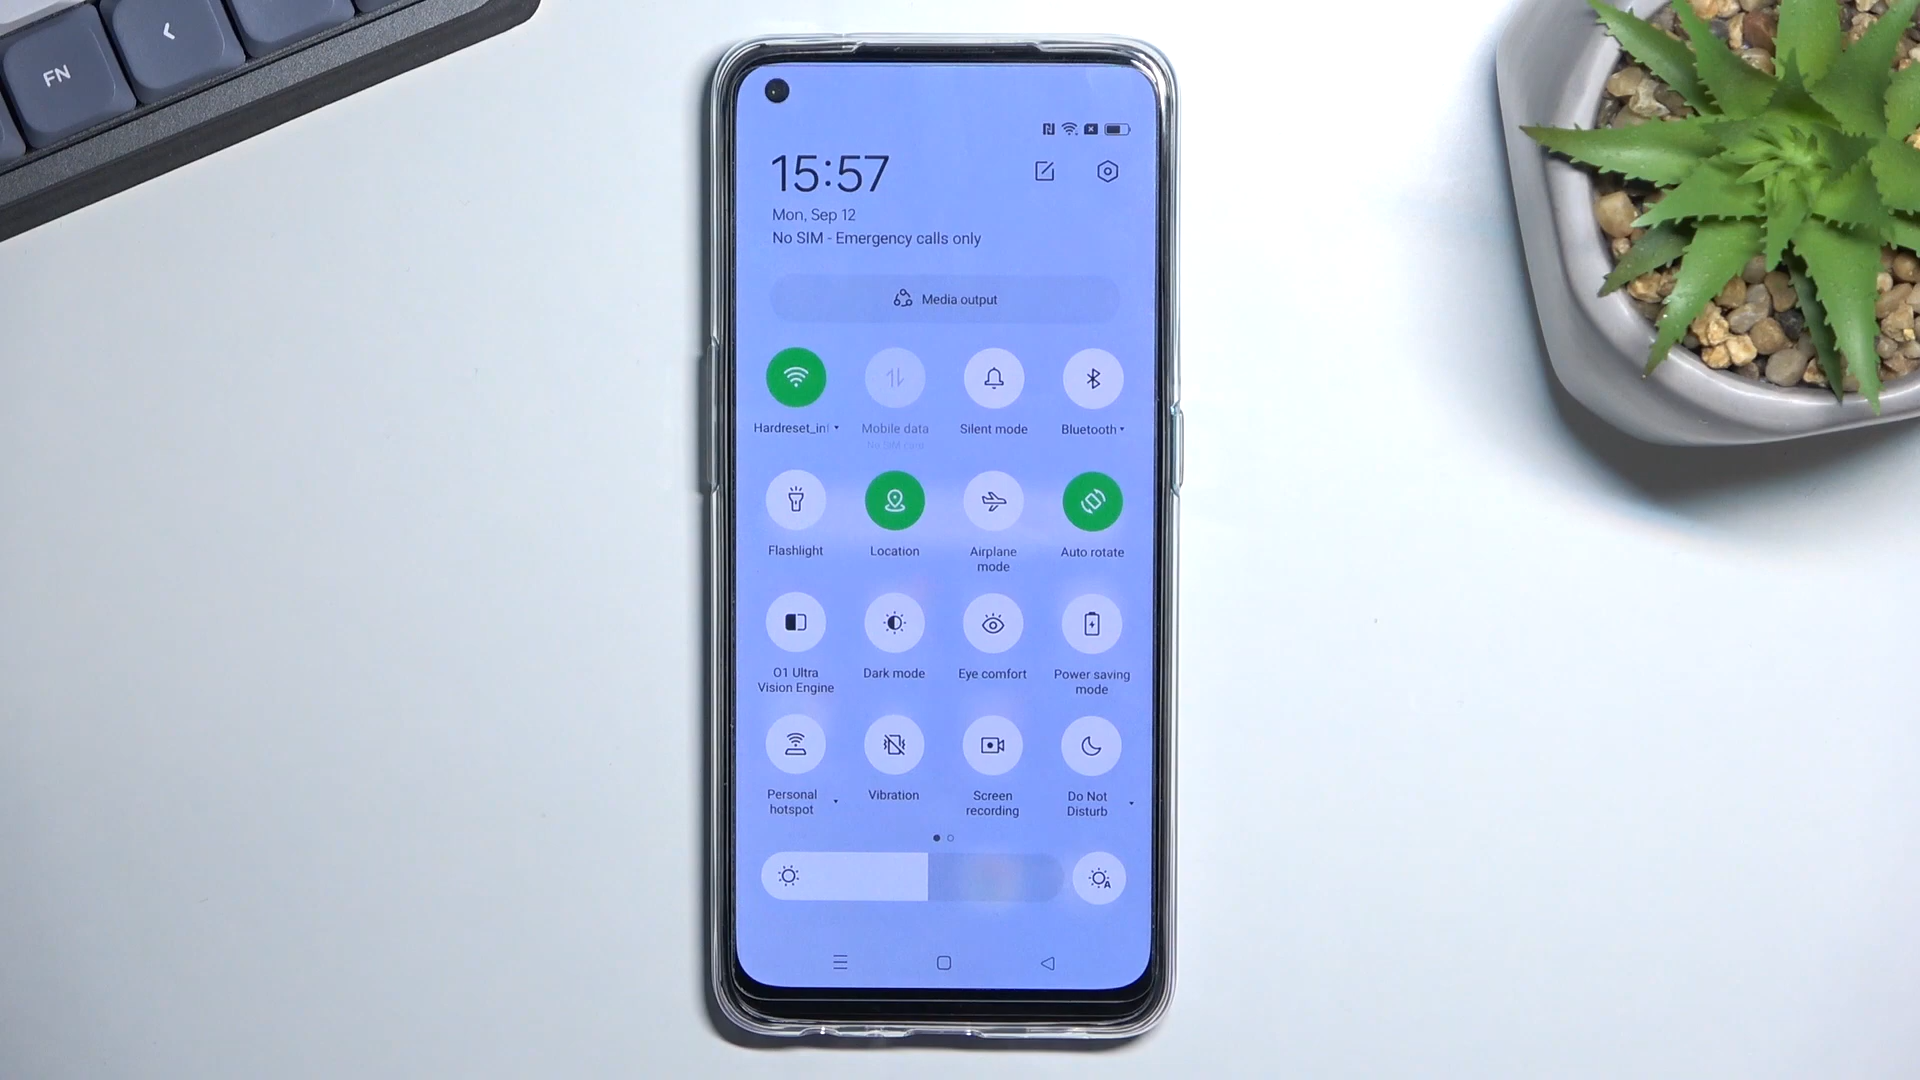 FN
15:57
Mon, Sep 12
No SIM - Emergency calls only
Media output
Hardreset_in
Mobile data
No SIM card
Silent mode
Bluetooth
Flashlight
Location
Airplane
mode
Auto rotate
O1 Ultra
Vision Engine
Dark mode
Eye comfort
Power saving
mode
Personal
hotspot
Vibration
Screen
recording
Do Not
Disturb
A